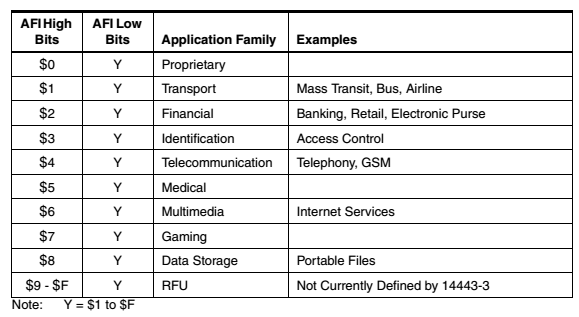 AFI High Bits AFI Low Bits Application Family Examples
$0 Y Proprietary
$1 Y Transport Mass Transit, Bus, Airline
$2 Y Financial Banking, Retail, Electronic Purse
$3 Y Identification Access Control
$4 Y Telecommunication Telephony, GSM
$5 Y Medical
$6 Y Multimedia Internet Services
$7 Y Gaming
$8 Y Data Storage Portable Files
$9 - $F Y RFU Not Currently Defined by 14443-3
Note: Y = $1 to $F